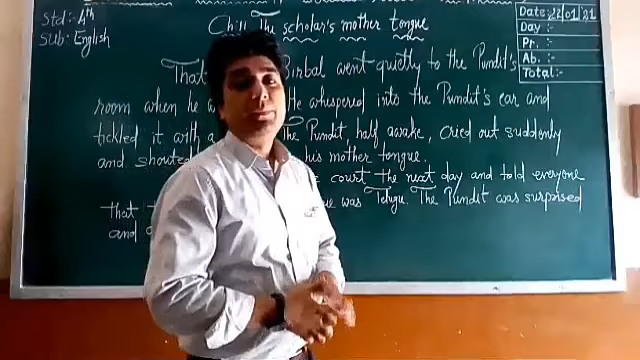 Std:- 4th
Sub:- English
Chill The scholar's mother tongue
Date:- 22/01/21
Day :-
Pr. :-
Ab. :-
Total:-
That Birbal went quietly to the Pundit's
room when he He whispered into the Pundit's ear and
tickled it with a The Pundit, half awake, cried out suddenly
and shouted his mother tongue.
court the next day and told everyone
that was Telugu. The Pundit was surprised
and